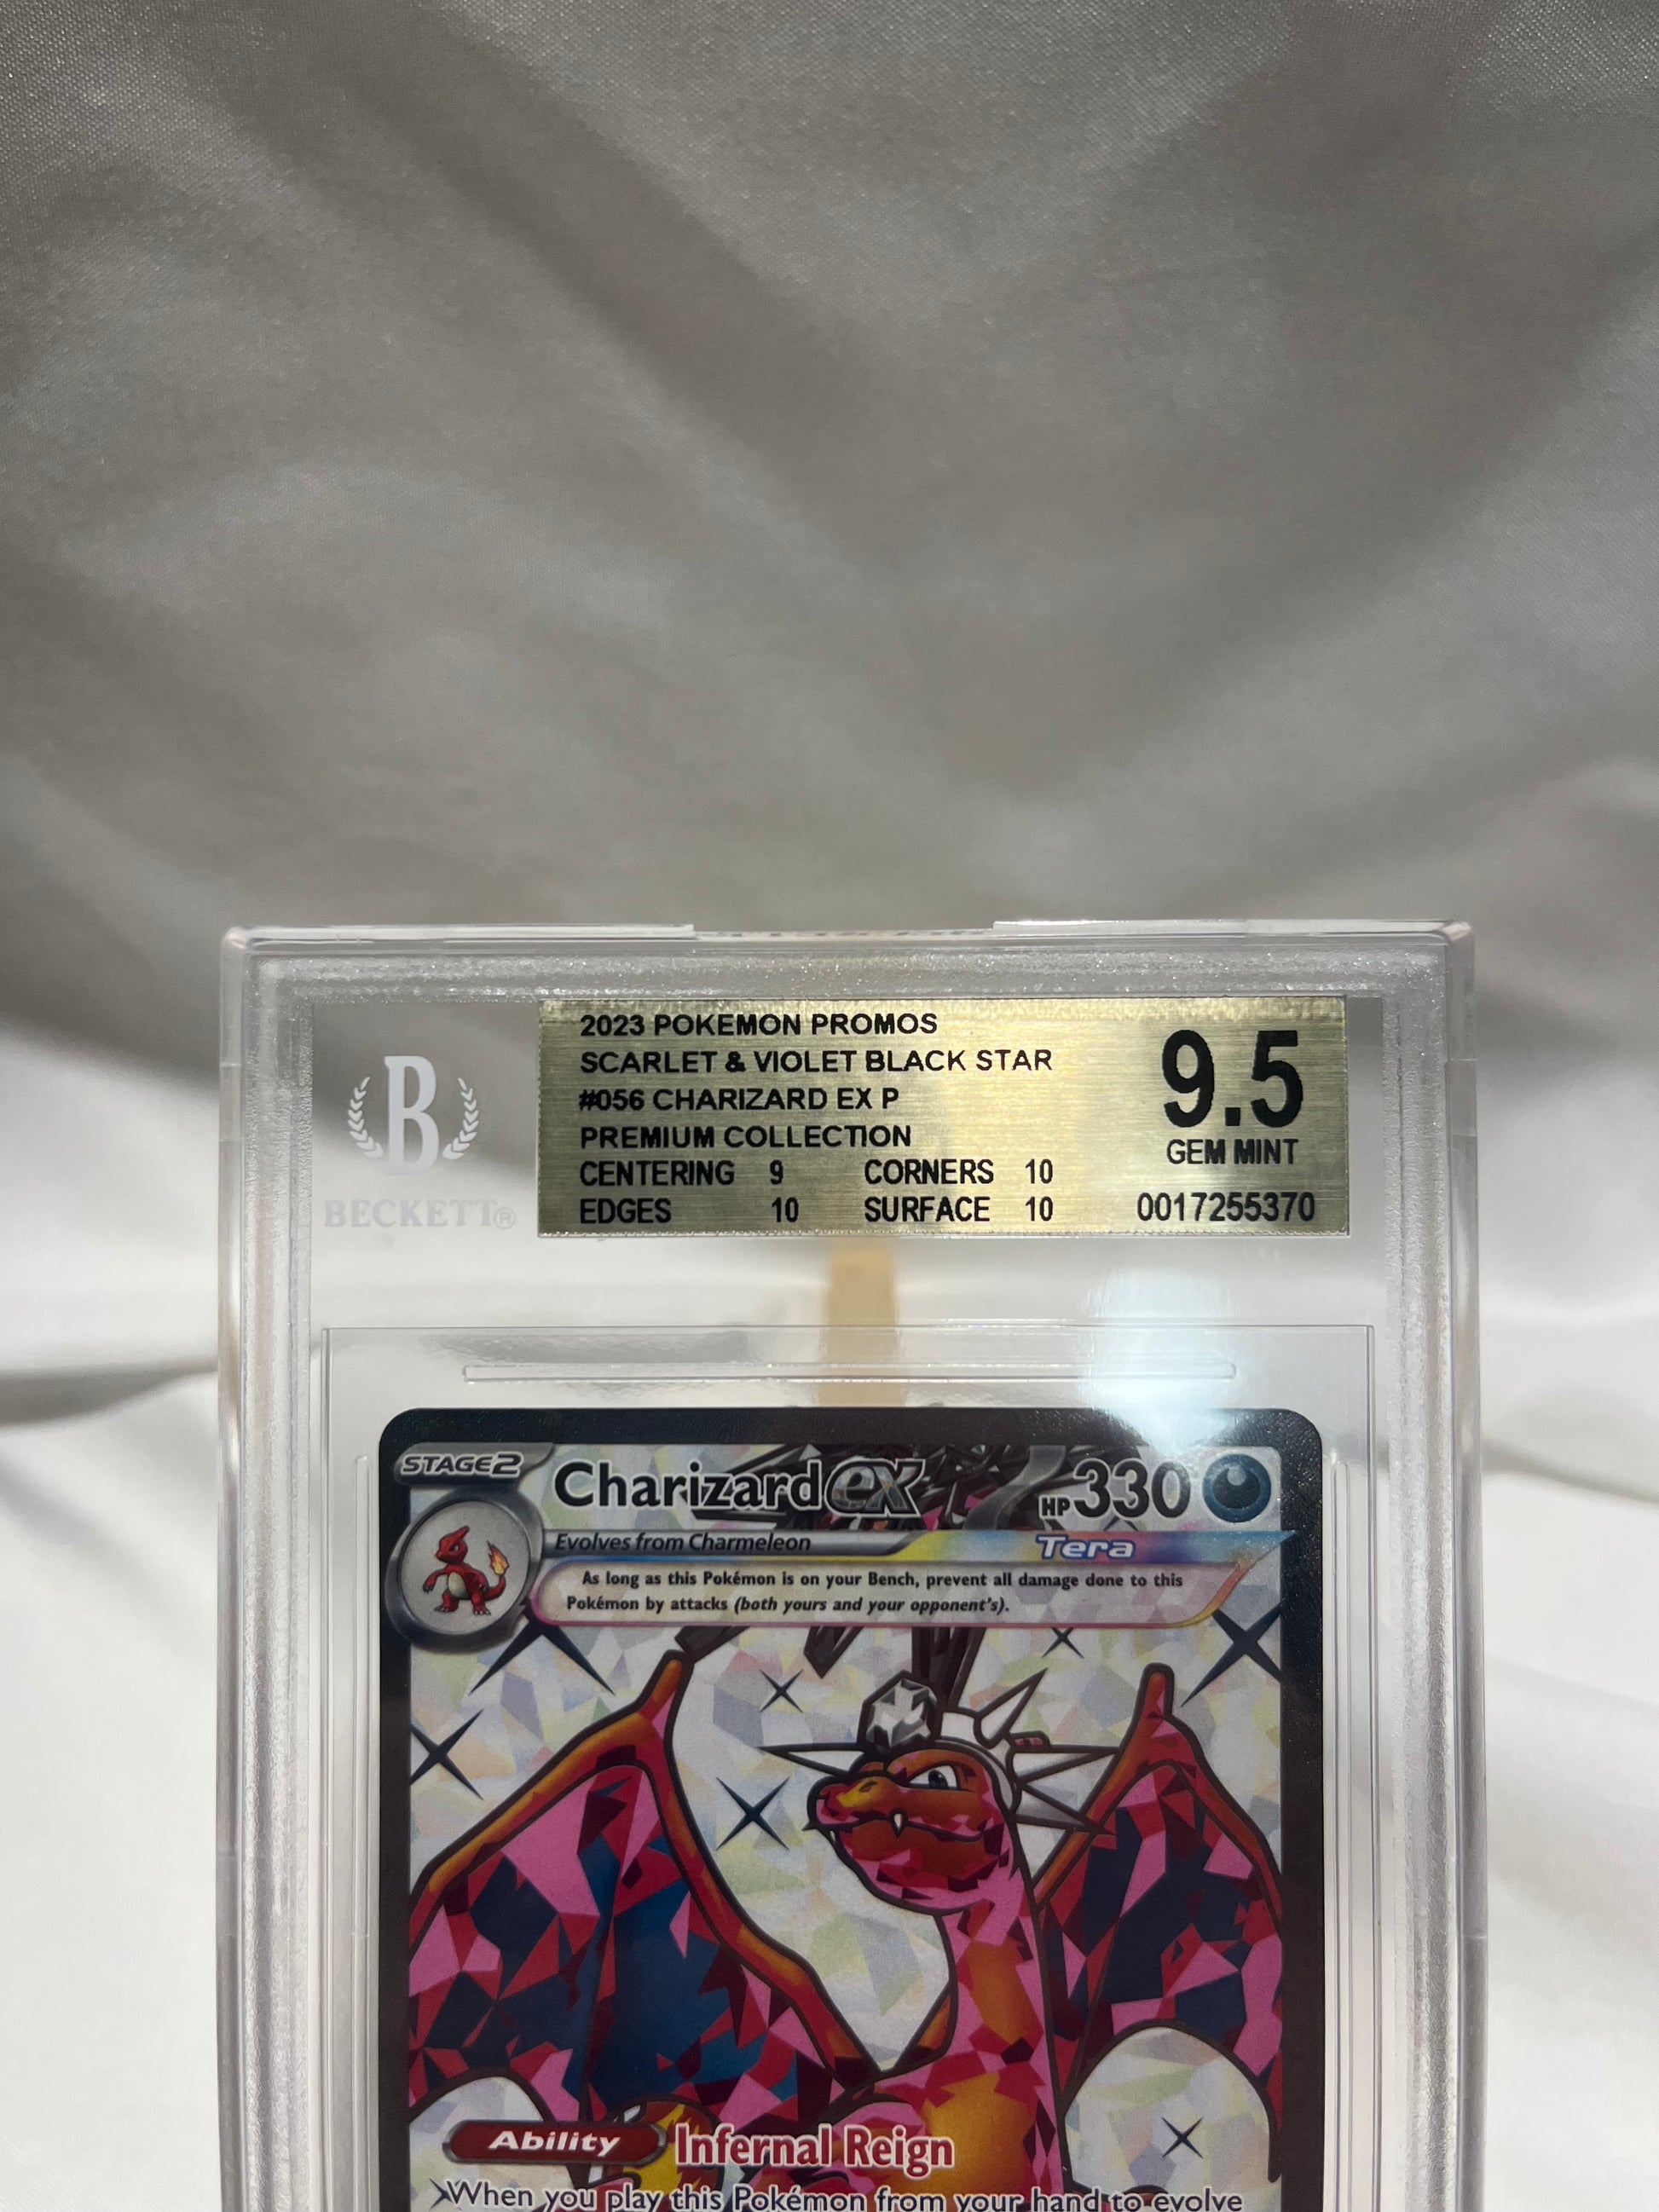 2023 POKEMON PROMOS
SCARLET & VIOLET BLACK STAR
#056 CHARIZARD EX P
PREMIUM COLLECTION
CENTERING 9 CORNERS 10
EDGES 10 SURFACE 10
9.5
GEM MINT
0017255370
B
BECKETT®
STAGE2
Charizard ex HP330
Evolves from Charmeleon Tera
As long as this Pokémon is on your Bench, prevent all damage done to this
Pokémon by attacks (both yours and your opponent's).
Ability Infernal Reign
When you play this Pokémon from your hand to evolve